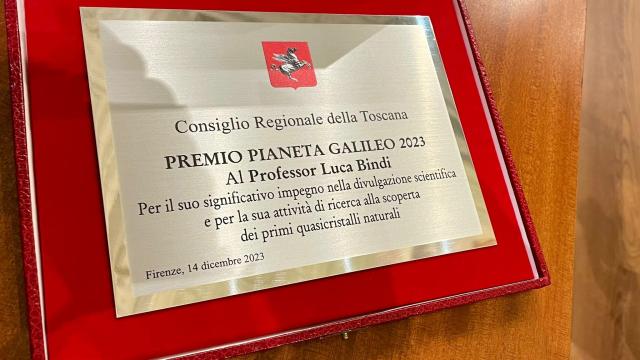 Consiglio Regionale della Toscana
PREMIO PIANETA GALILEO 2023
Al Professor Luca Bindi
Per il suo significativo impegno nella divulgazione scientifica
e per la sua attività di ricerca alla scoperta
dei primi quasicristalli naturali
Firenze, 14 dicembre 2023